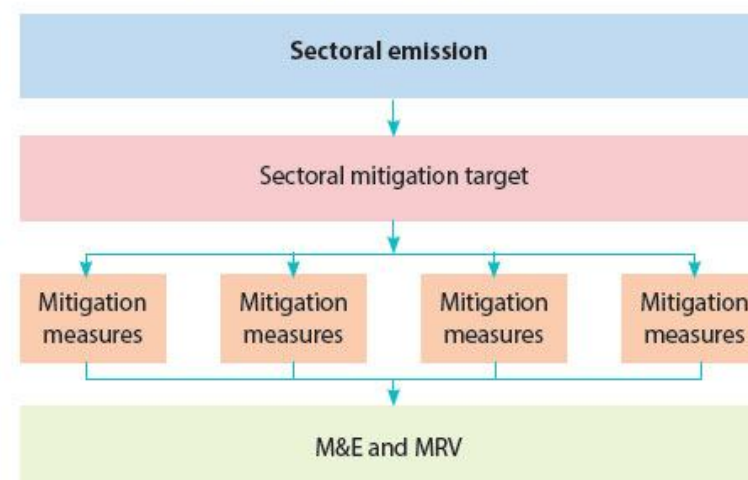 Sectoral emission
Sectoral mitigation target
Mitigation
measures
Mitigation
measures
Mitigation
measures
Mitigation
measures
M&E and MRV